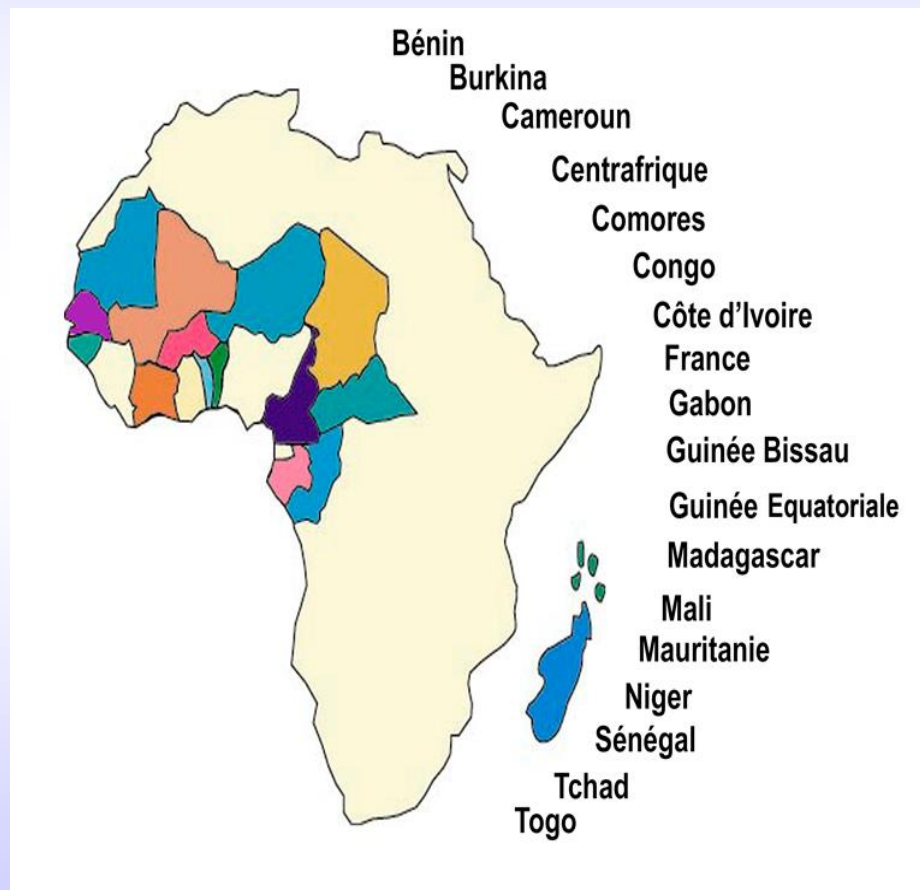 Bénin
Burkina
Cameroun
Centrafrique
Comores
Congo
Côte d’Ivoire
France
Gabon
Guinée Bissau
Guinée Equatoriale
Madagascar
Mali
Mauritanie
Niger
Sénégal
Tchad
Togo